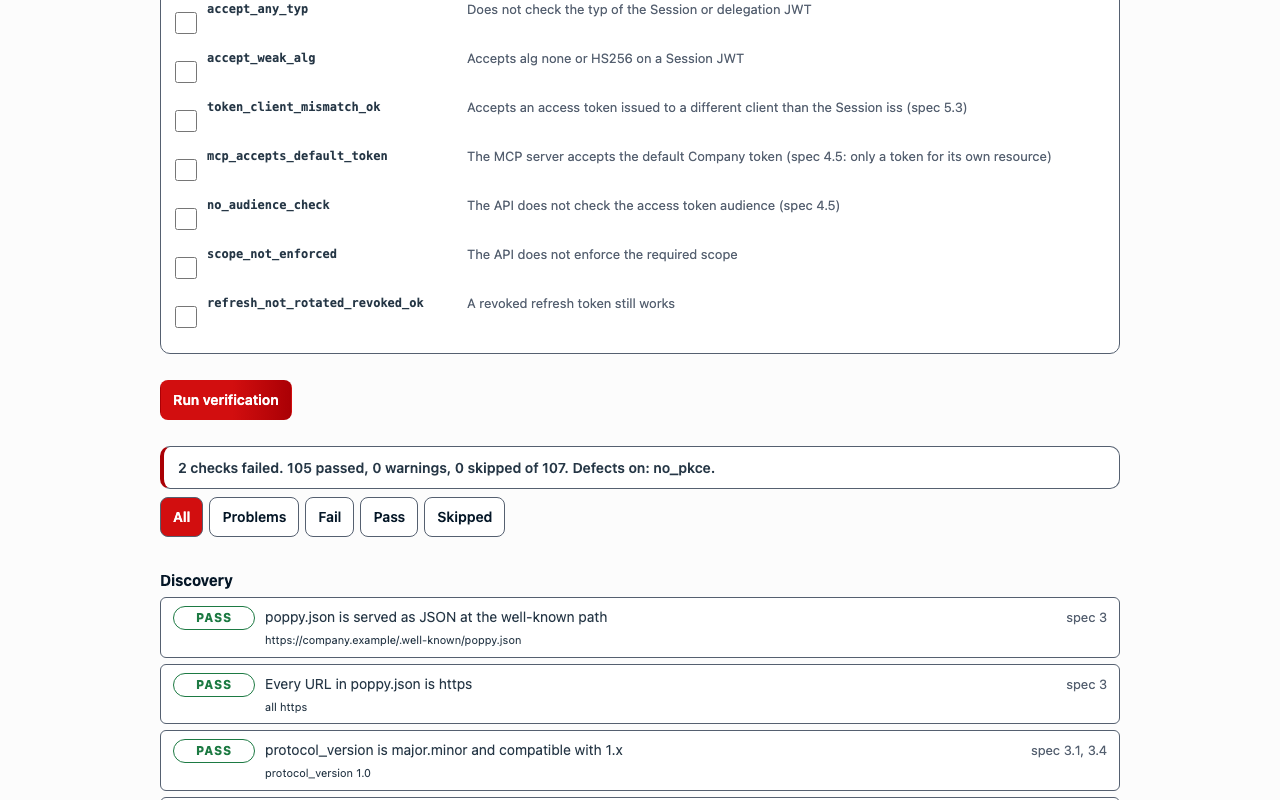 accept_any_typ Does not check the typ of the Session or delegation JWT
accept_weak_alg Accepts alg none or HS256 on a Session JWT
token_client_mismatch_ok Accepts an access token issued to a different client than the Session iss (spec 5.3)
mcp_accepts_default_token The MCP server accepts the default Company token (spec 4.5: only a token for its own resource)
no_audience_check The API does not check the access token audience (spec 4.5)
scope_not_enforced The API does not enforce the required scope
refresh_not_rotated_revoked_ok A revoked refresh token still works
Run verification
2 checks failed. 105 passed, 0 warnings, 0 skipped of 107. Defects on: no_pkce.
All Problems Fail Pass Skipped
Discovery
PASS poppy.json is served as JSON at the well-known path spec 3
https://company.example/.well-known/poppy.json
PASS Every URL in poppy.json is https spec 3
all https
PASS protocol_version is major.minor and compatible with 1.x spec 3.1, 3.4
protocol_version 1.0